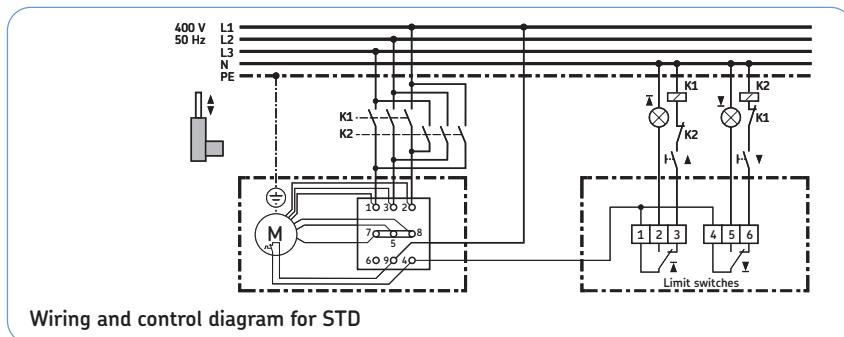 400 V L1
50 Hz L2
L3
N
PE
K1 K2
K1
K1
K2
K2
1 3 2
7 8
5
M
6 9 4
1 2 3 4 5 6
Limit switches
Wiring and control diagram for STD